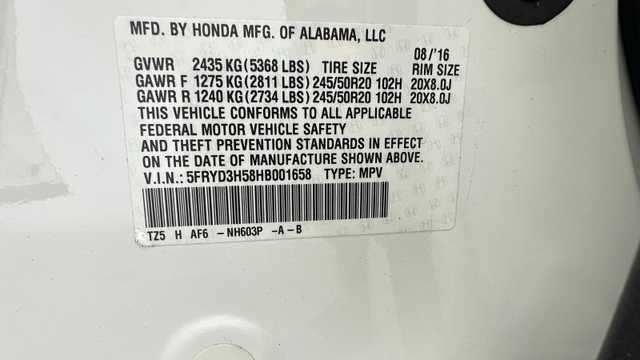 MFD. BY HONDA MFG. OF ALABAMA, LLC
08/'16
GVWR 2435 KG (5368 LBS) TIRE SIZE RIM SIZE
GAWR F 1275 KG (2811 LBS) 245/50R20 102H 20X8.0J
GAWR R 1240 KG (2734 LBS) 245/50R20 102H 20X8.0J
THIS VEHICLE CONFORMS TO ALL APPLICABLE
FEDERAL MOTOR VEHICLE SAFETY
AND THEFT PREVENTION STANDARDS IN EFFECT
ON THE DATE OF MANUFACTURE SHOWN ABOVE.
V.I.N.: 5FRYD3H58HB001658 TYPE: MPV
TZ5 H AF6 -NH603P -A-B